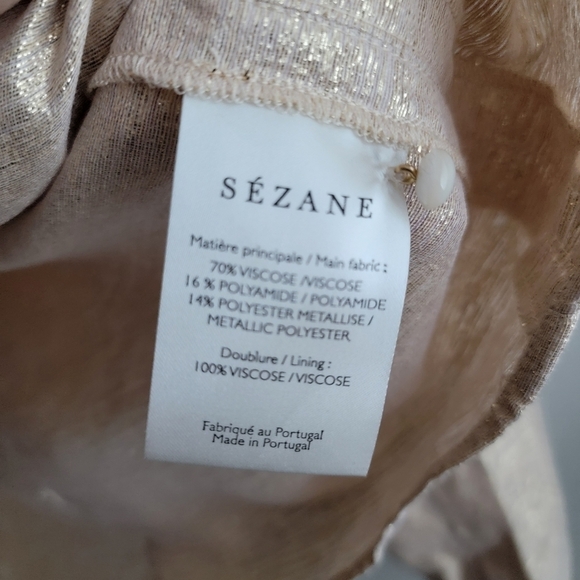 SÉZANE
Matière principale / Main fabric :
70% VISCOSE /VISCOSE
16 % POLYAMIDE / POLYAMIDE
14% POLYESTER METALLISE /
METALLIC POLYESTER
Doublure / Lining :
100% VISCOSE / VISCOSE
Fabriqué au Portugal
Made in Portugal